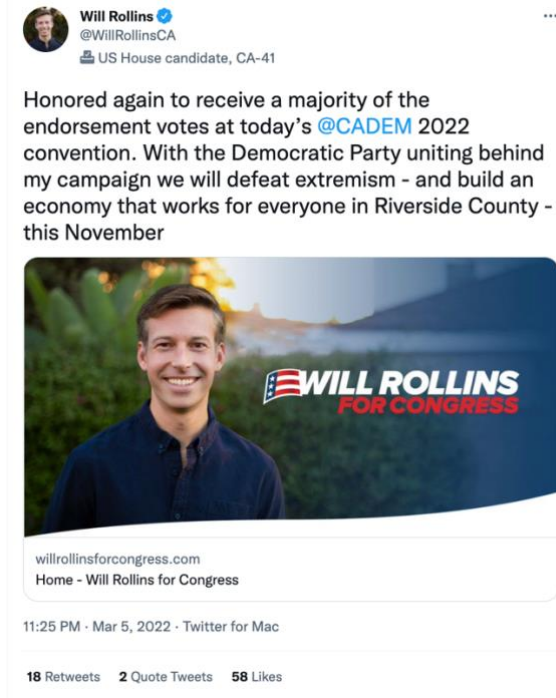 Will Rollins
@WillRollinsCA
US House candidate, CA-41
Honored again to receive a majority of the
endorsement votes at today’s @CADEM 2022
convention. With the Democratic Party uniting behind
my campaign we will defeat extremism - and build an
economy that works for everyone in Riverside County -
this November
WILL ROLLINS
FOR CONGRESS
willrollinsforcongress.com
Home - Will Rollins for Congress
11:25 PM · Mar 5, 2022 · Twitter for Mac
18 Retweets 2 Quote Tweets 58 Likes